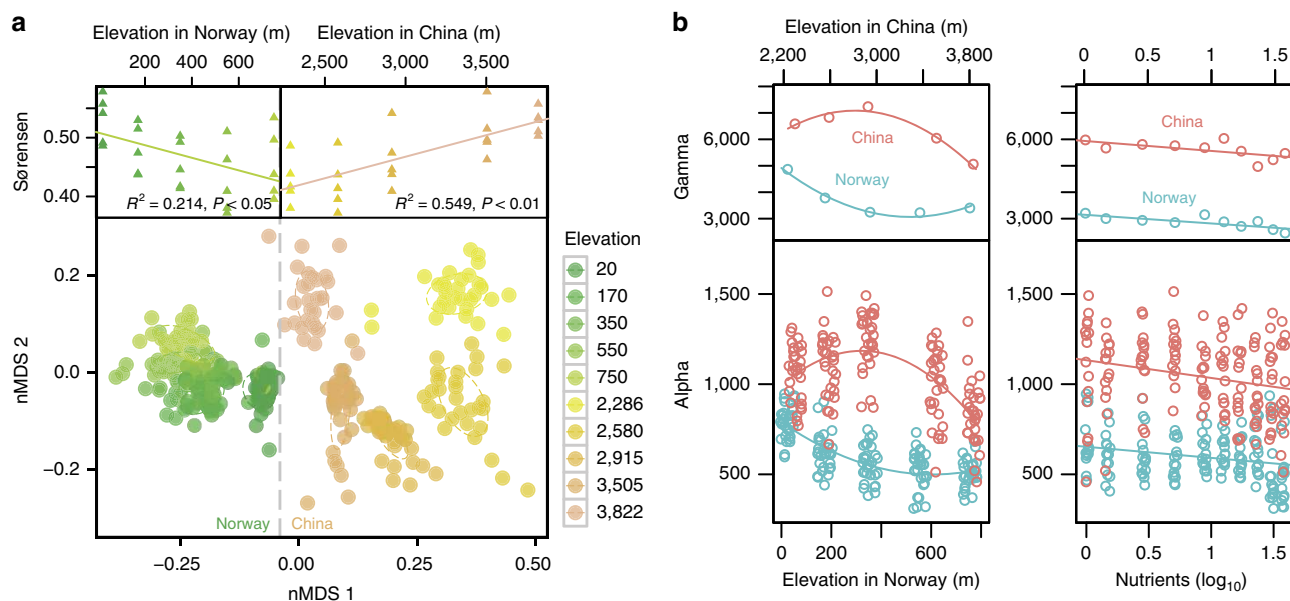 a
Elevation in Norway (m)
Elevation in China (m)
200 400 600
2,500 3,000 3,500
Sørensen
0.50
0.40
R² = 0.214, P < 0.05
R² = 0.549, P < 0.01
nMDS 2
0.2
0.0
−0.2
Norway
China
−0.25 0.00 0.25 0.50
nMDS 1
Elevation
20
170
350
550
750
2,286
2,580
2,915
3,505
3,822
b
Elevation in China (m)
2,200 3,000 3,800
Gamma
6,000
3,000
China
Norway
Alpha
1,500
1,000
500
0 200 600
Elevation in Norway (m)
0 0.5 1 1.5
6,000
3,000
China
Norway
1,500
1,000
500
0 0.5 1.0 1.5
Nutrients (log₁₀)